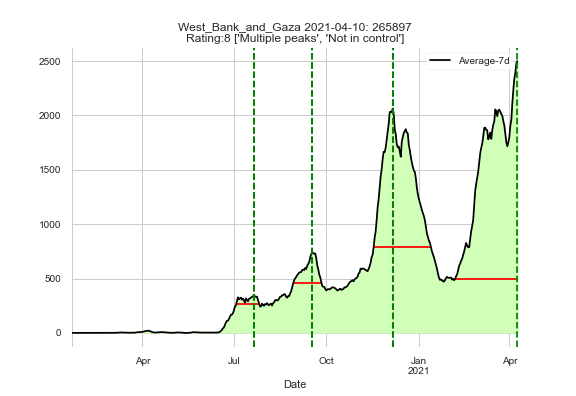 West_Bank_and_Gaza 2021-04-10: 265897
Rating:8 ['Multiple peaks', 'Not in control']
Average-7d
2500
2000
1500
1000
500
0
Apr
Jul
Oct
Jan
2021
Apr
Date